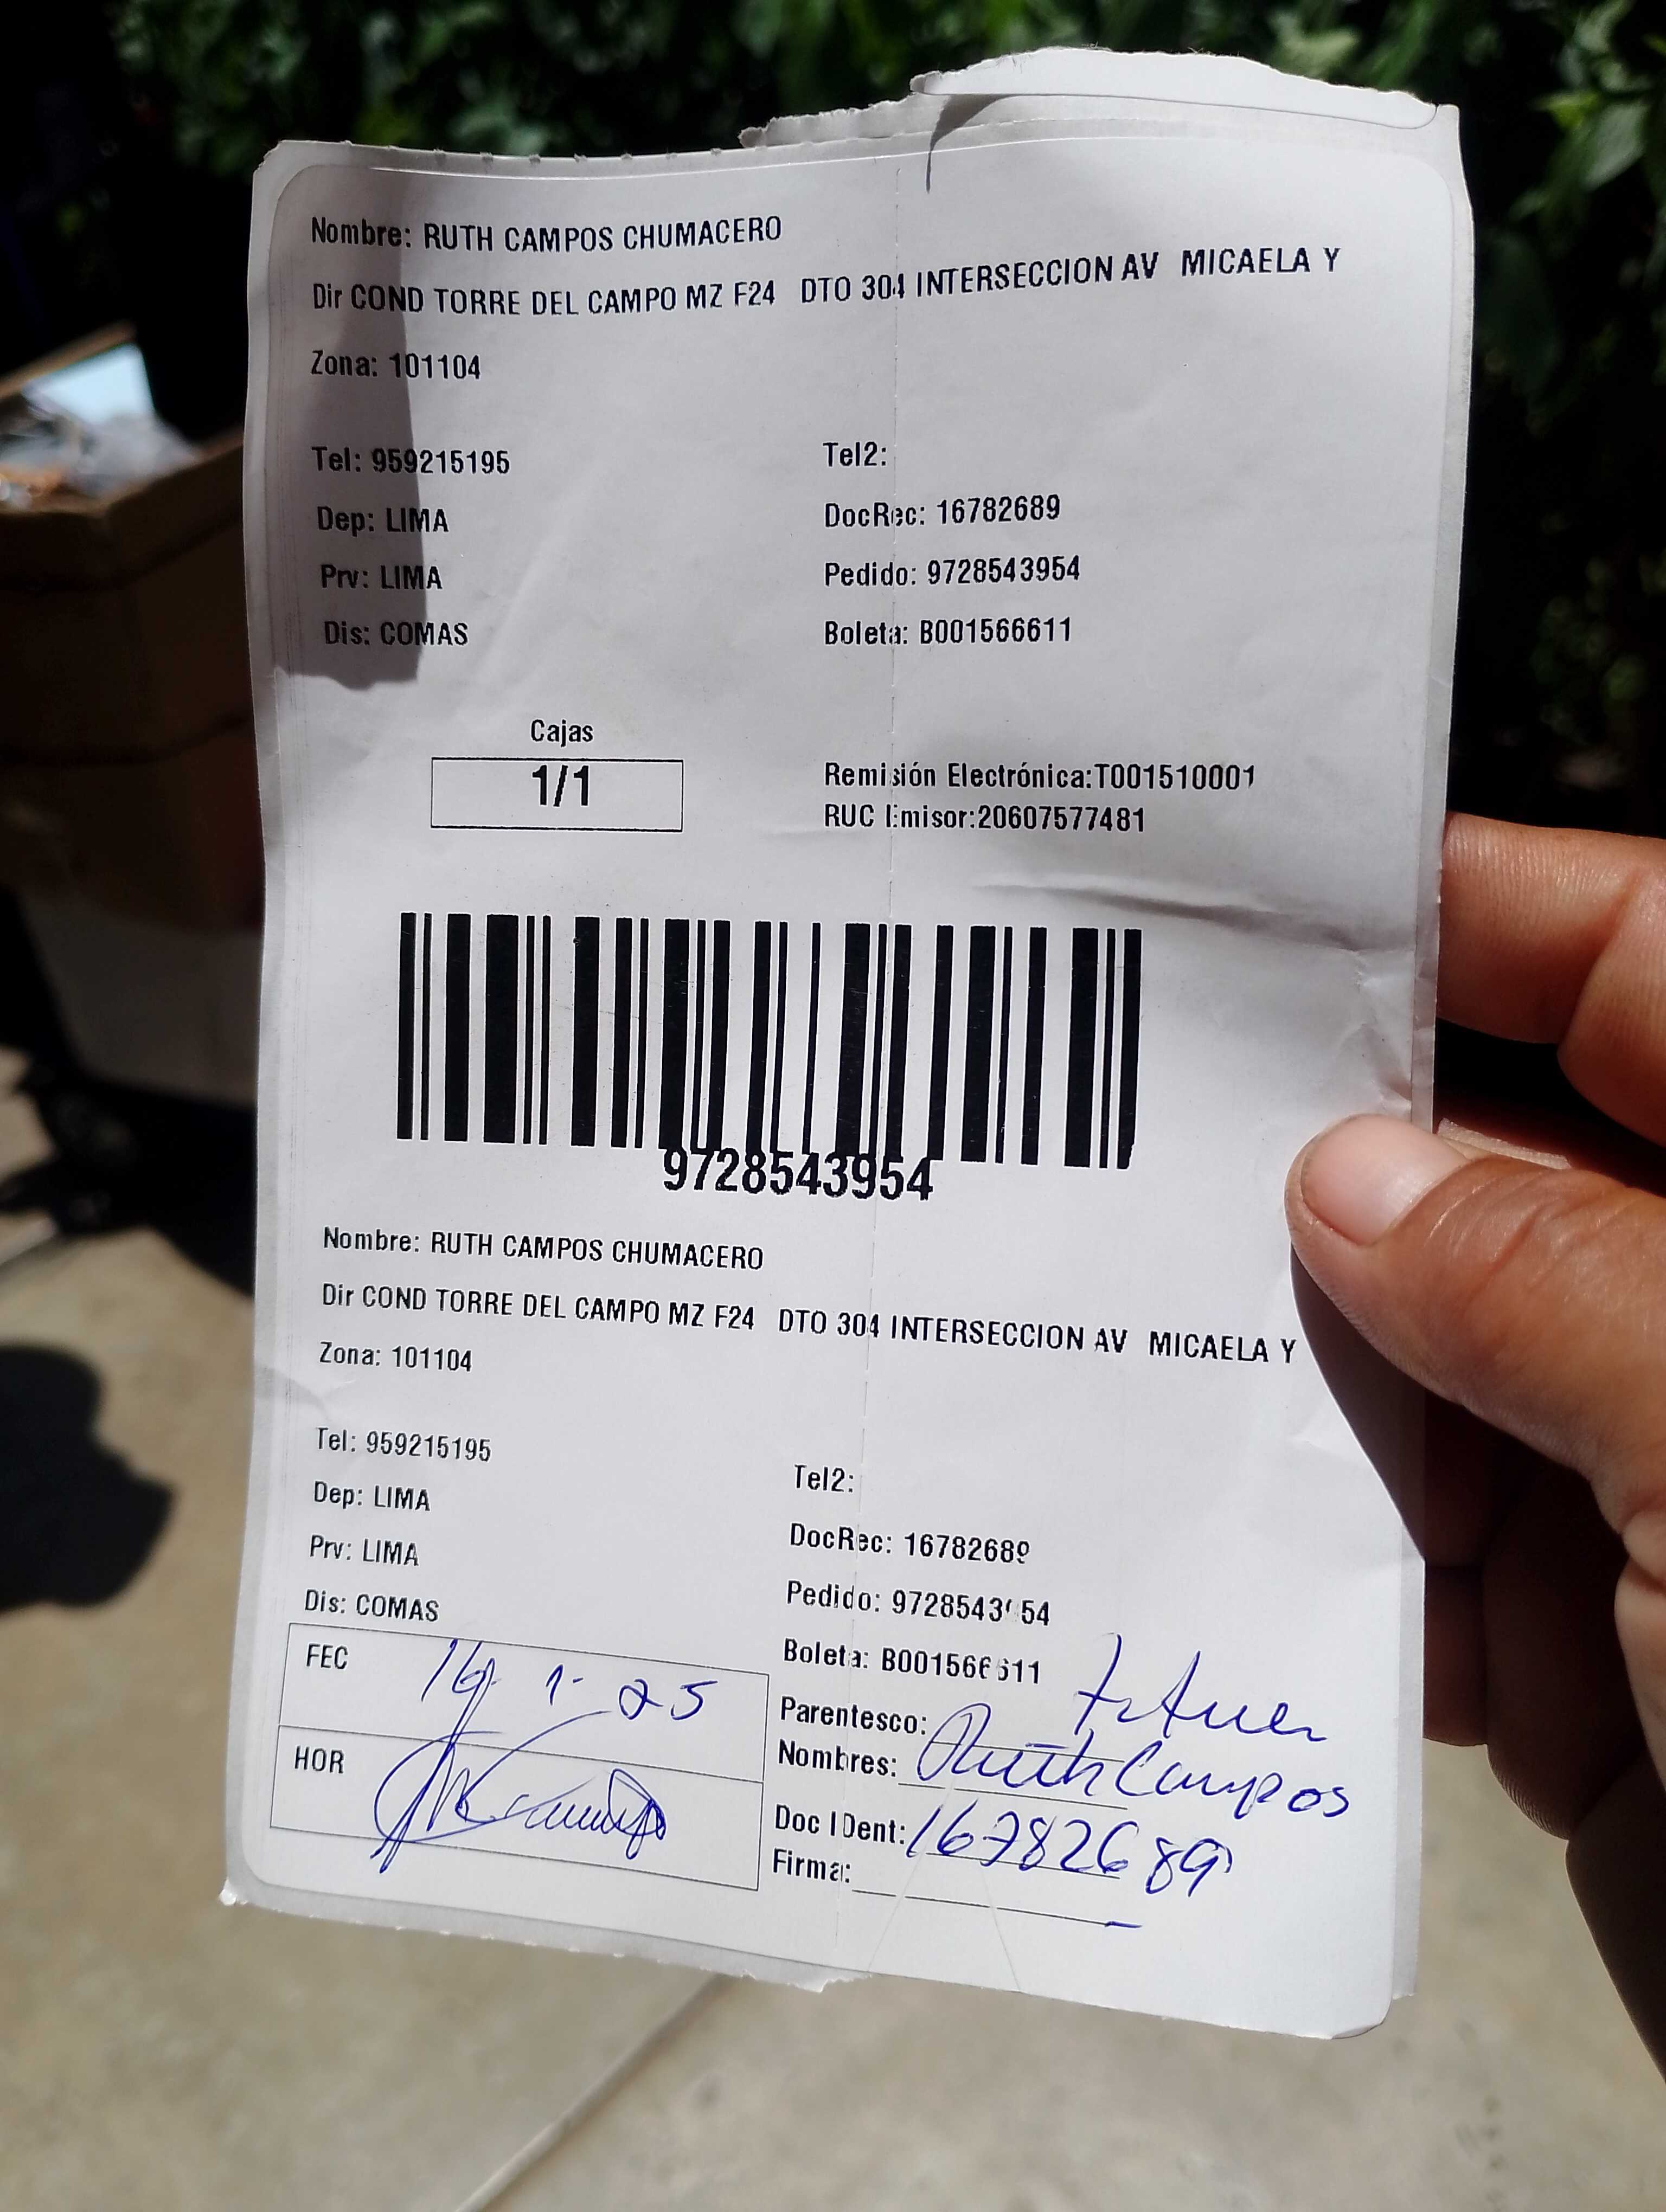 Nombre: RUTH CAMPOS CHUMACERO
Dir COND TORRE DEL CAMPO MZ F24 DTO 304 INTERSECCION AV MICAELA Y
Zona: 101104
Tel: 959215195
Tel2:
Dep: LIMA
DocRec: 16782689
Prv: LIMA
Pedido: 9728543954
Dis: COMAS
Boleta: B001566611
Cajas
1/1
Remisión Electrónica:T001510001
RUC Emisor:20607577481
9728543954
Nombre: RUTH CAMPOS CHUMACERO
Dir COND TORRE DEL CAMPO MZ F24 DTO 304 INTERSECCION AV MICAELA Y
Zona: 101104
Tel: 959215195
Tel2:
Dep: LIMA
DocRec: 16782689
Prv: LIMA
Pedido: 9728543954
Dis: COMAS
Boleta: B001566611
FEC
Parentesco:
Nombres: Ruth Campos
HOR
Doc IDent: 16782689
Firma: